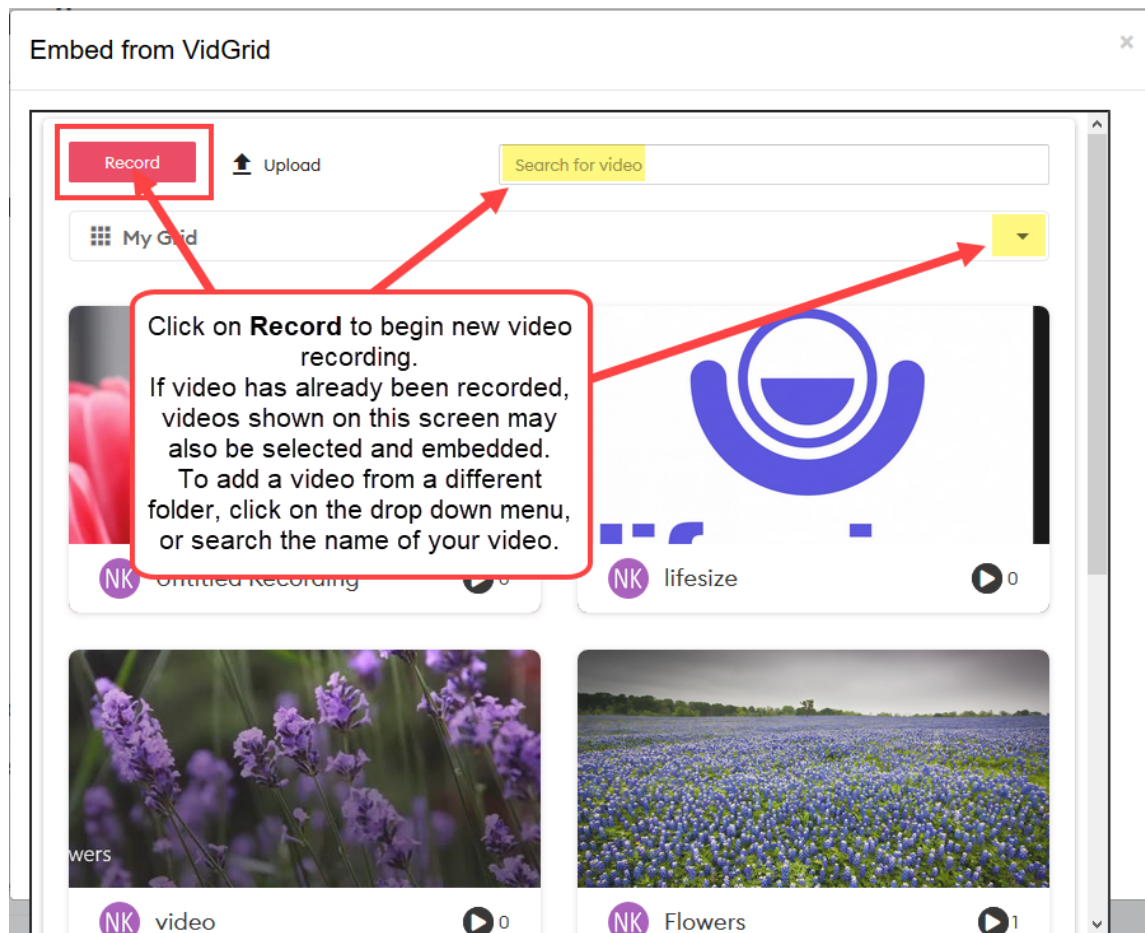 Embed from VidGrid
×
Record
Upload
Search for video
My Grid
Click on Record to begin new video
recording.
If video has already been recorded,
videos shown on this screen may
also be selected and embedded.
To add a video from a different
folder, click on the drop down menu,
or search the name of your video.
NK Untitled Recording 0
NK lifesize 0
wers
NK video 0
NK Flowers 1